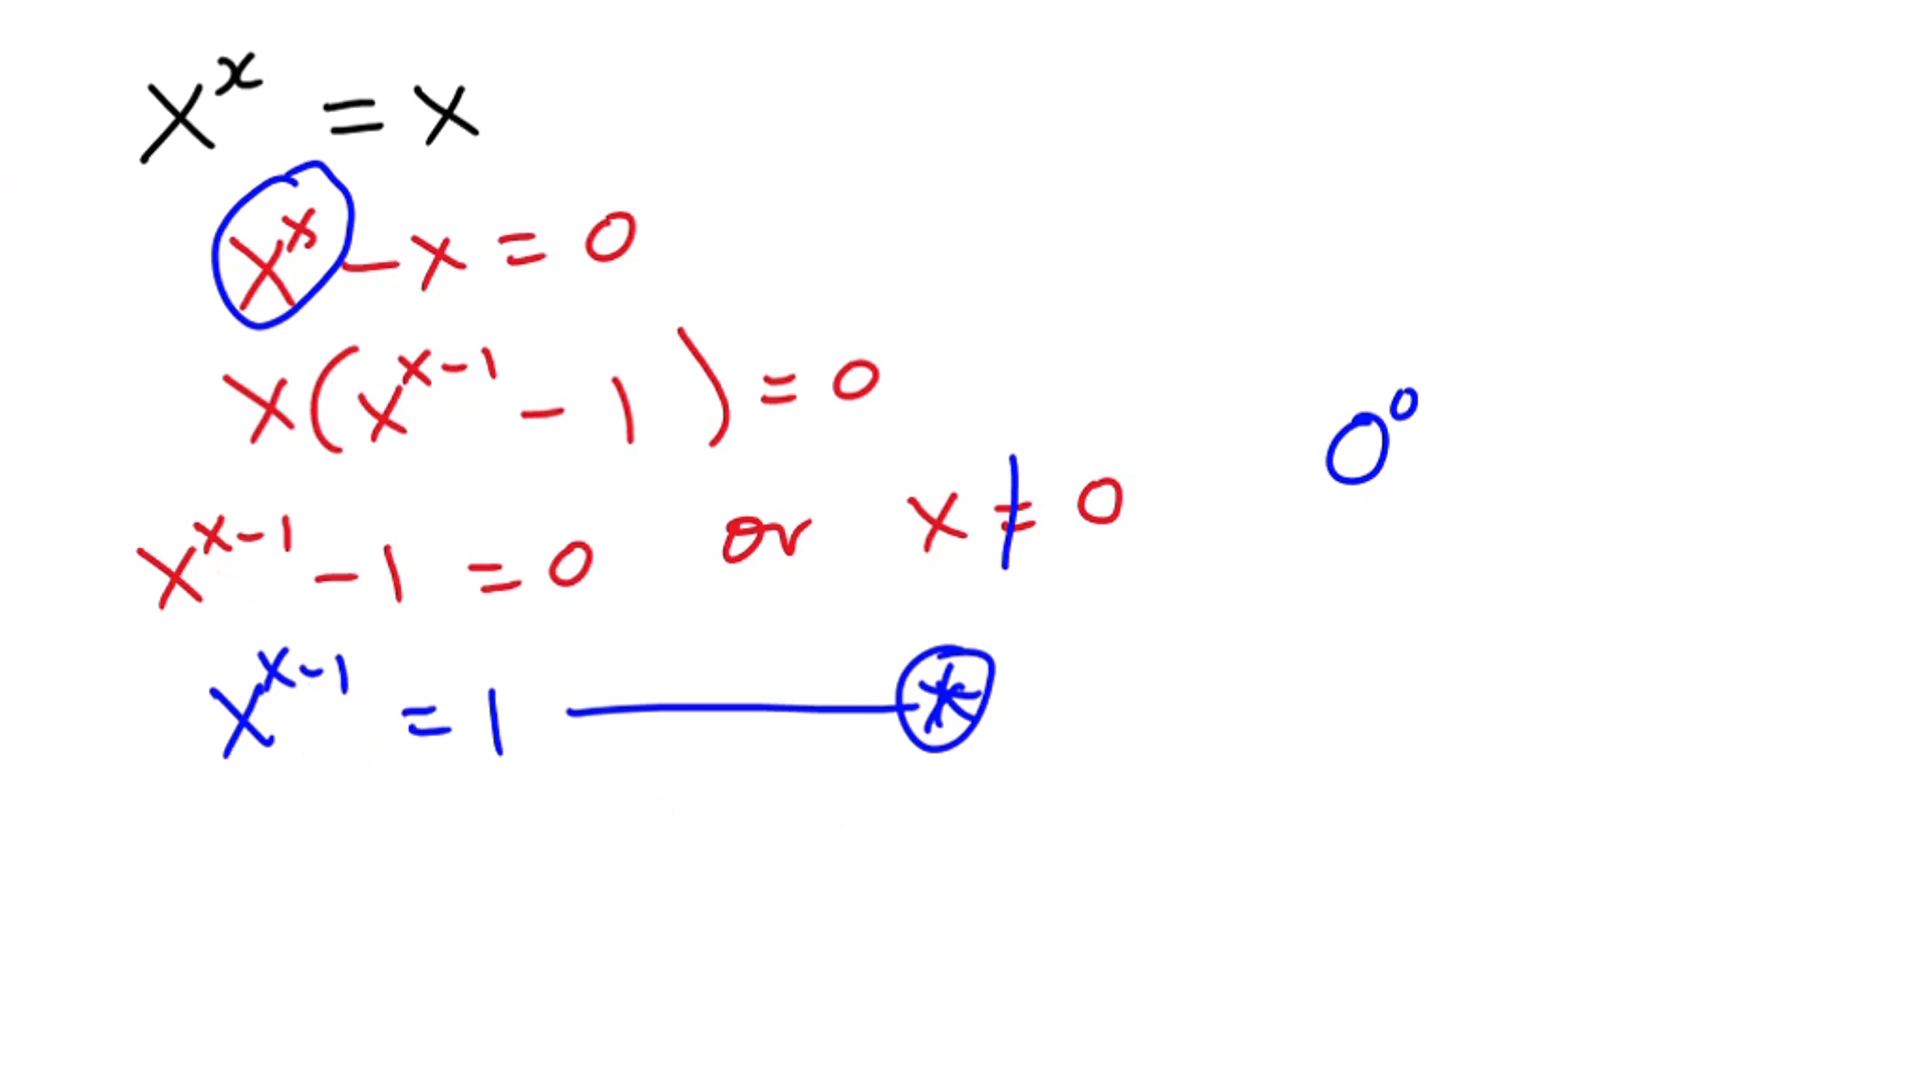 x^x = x
x^x - x = 0
x(x^{x-1} - 1) = 0
0^0
x^{x-1} - 1 = 0 or x ≠ 0
x^{x-1} = 1 ——— ⊛